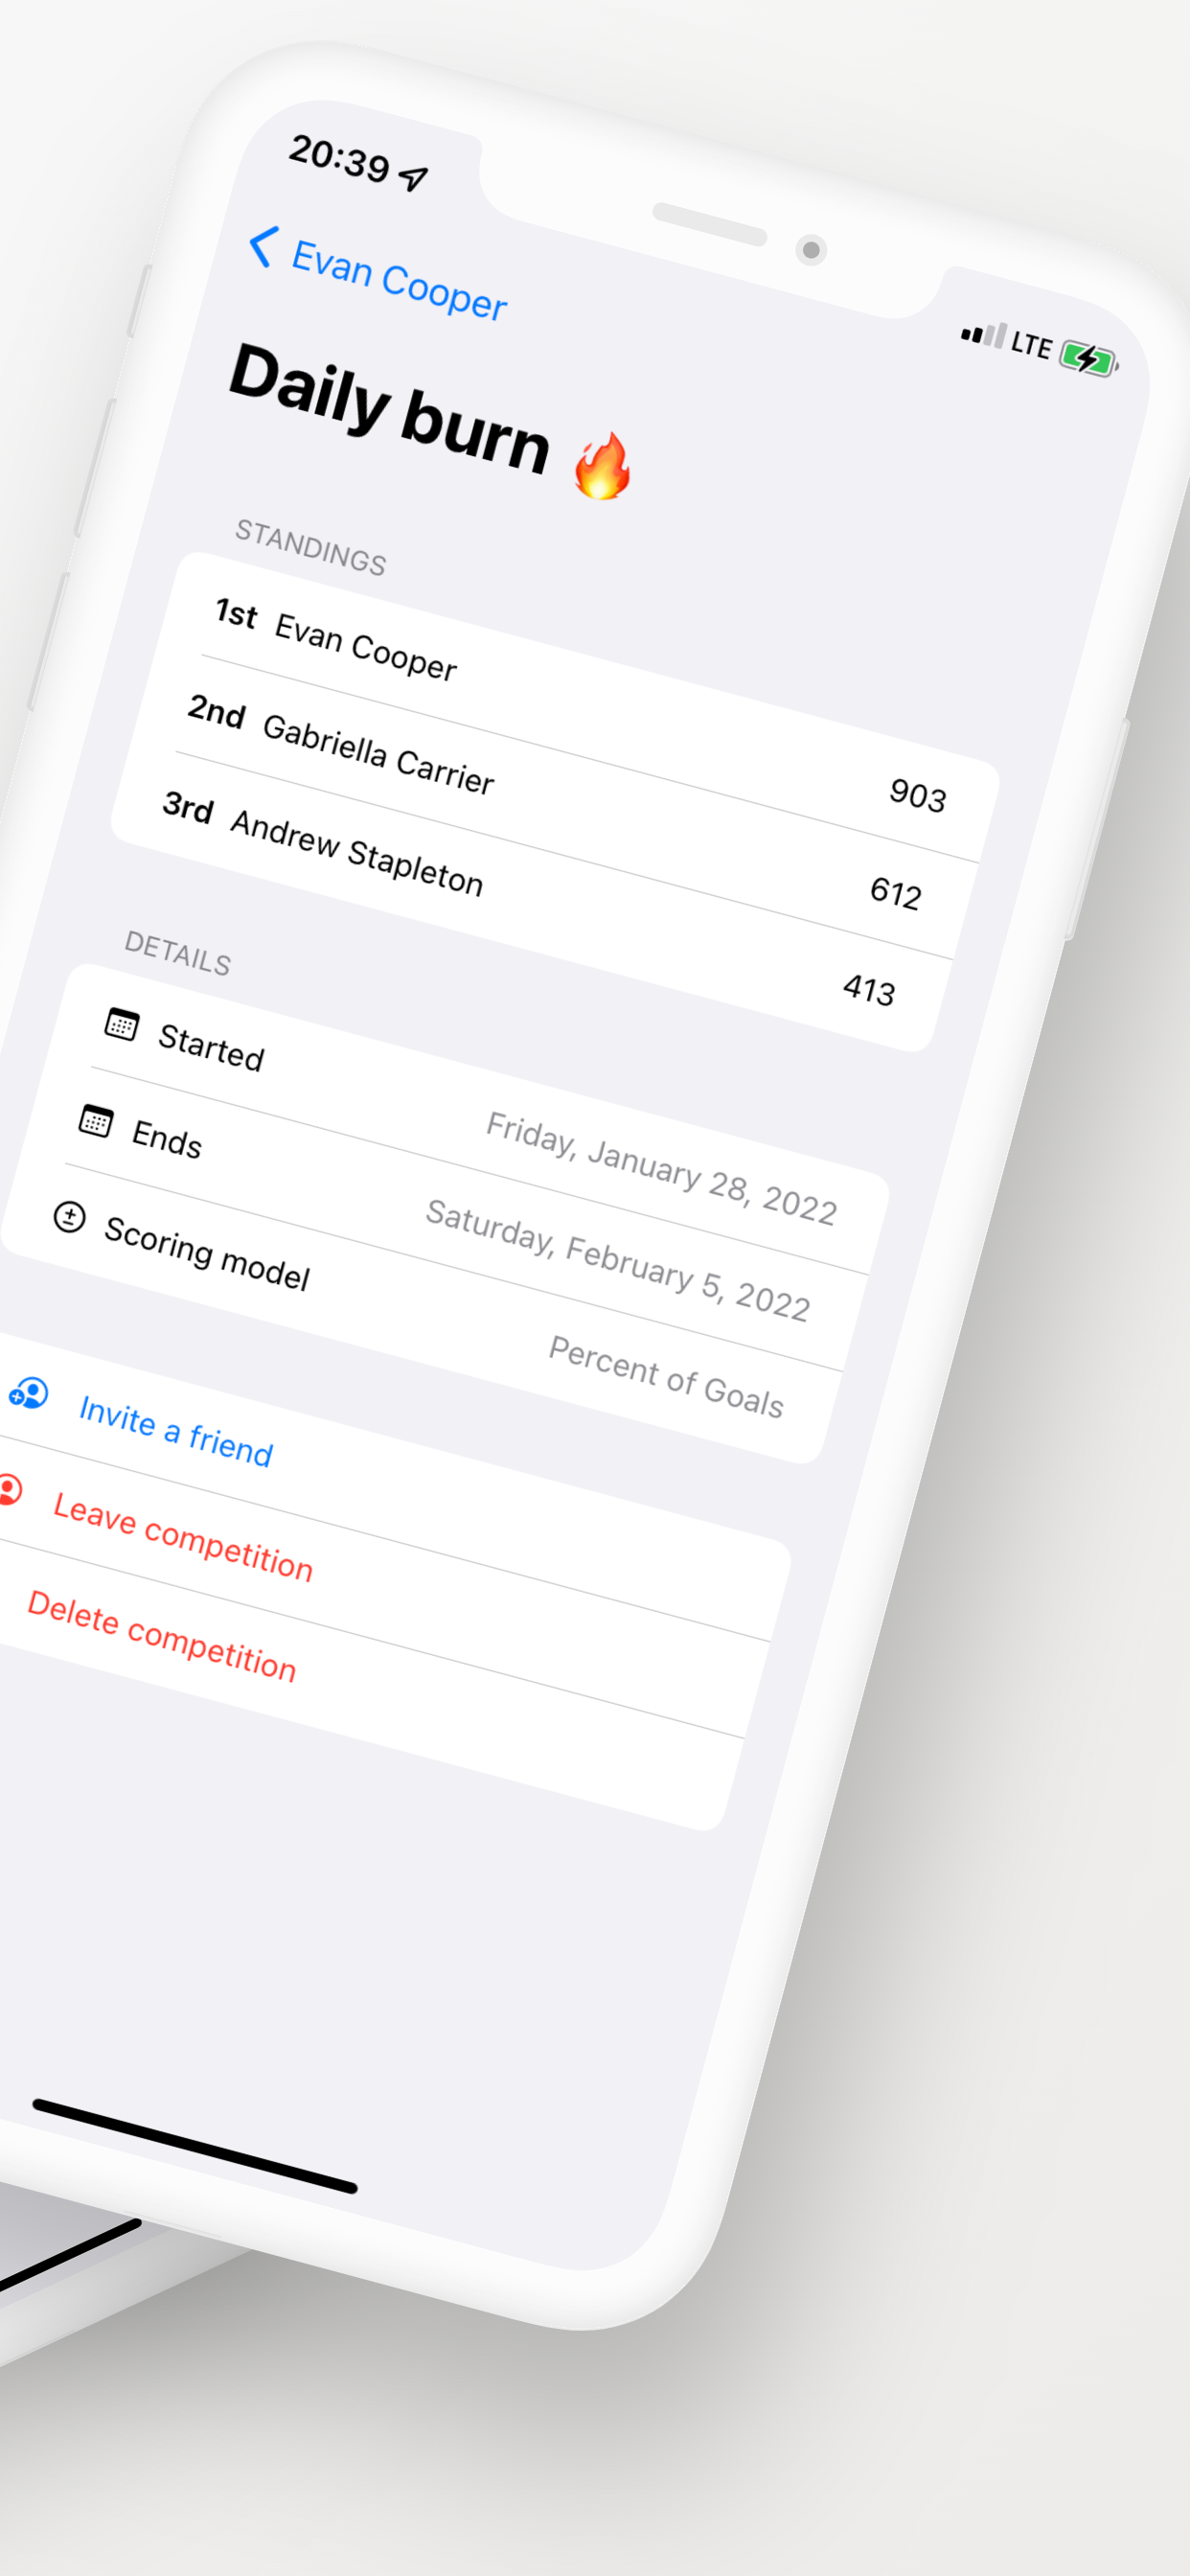 20:39
LTE
Evan Cooper
Daily burn 🔥
STANDINGS
1st Evan Cooper 903
2nd Gabriella Carrier 612
3rd Andrew Stapleton 413
DETAILS
Started Friday, January 28, 2022
Ends Saturday, February 5, 2022
Scoring model Percent of Goals
Invite a friend
Leave competition
Delete competition